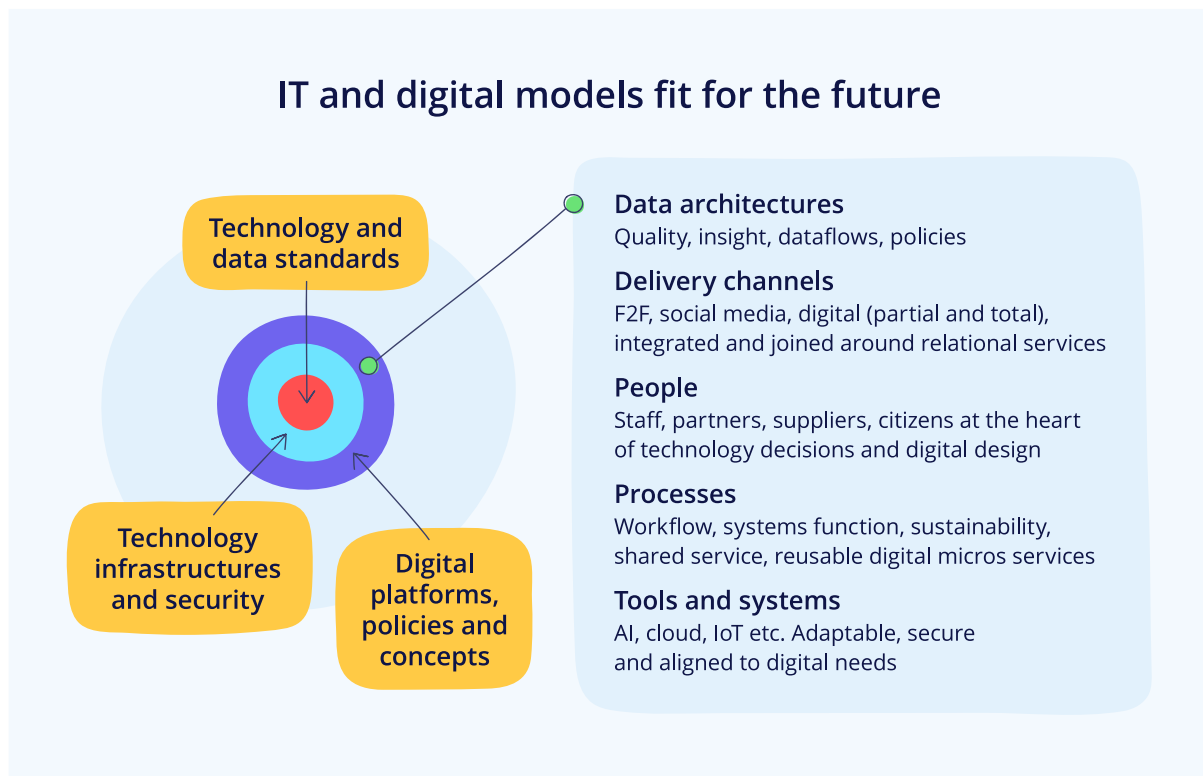 IT and digital models fit for the future
Technology and
data standards
Technology
infrastructures
and security
Digital
platforms,
policies and
concepts
Data architectures
Quality, insight, dataflows, policies
Delivery channels
F2F, social media, digital (partial and total),
integrated and joined around relational services
People
Staff, partners, suppliers, citizens at the heart
of technology decisions and digital design
Processes
Workflow, systems function, sustainability,
shared service, reusable digital micros services
Tools and systems
AI, cloud, IoT etc. Adaptable, secure
and aligned to digital needs